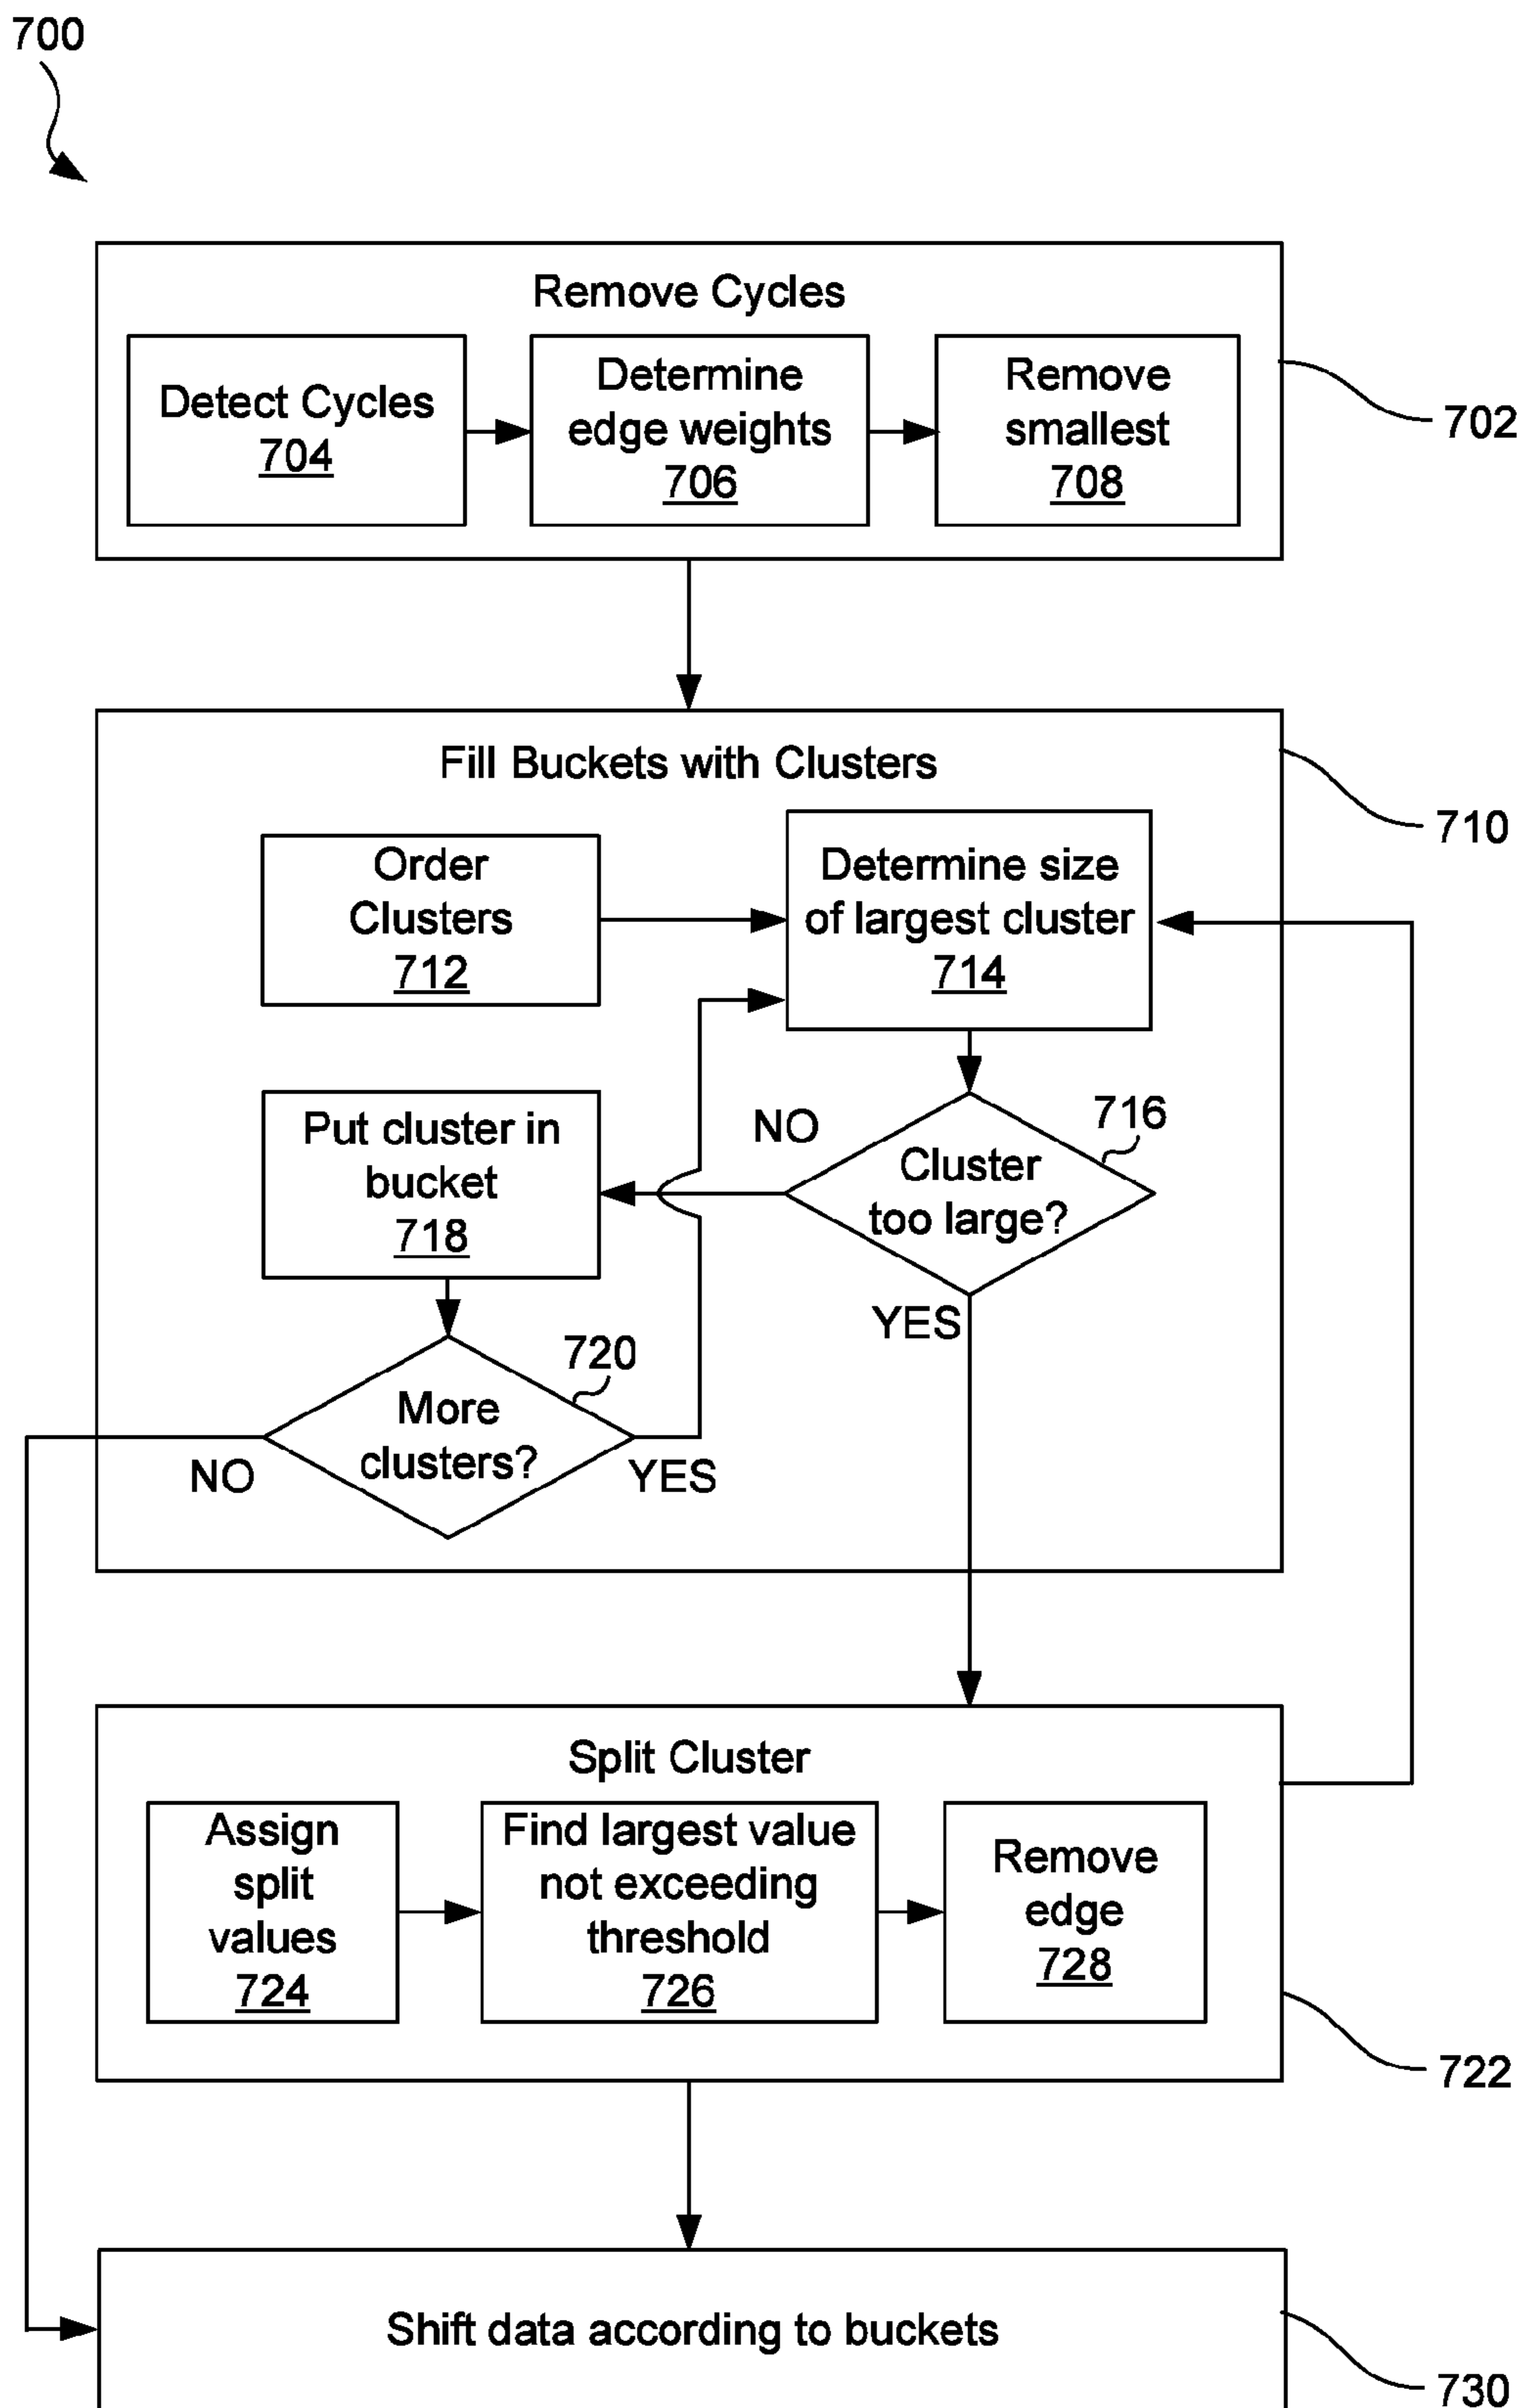 700
Remove Cycles
Detect Cycles
704
Determine
edge weights
706
Remove
smallest
708
702
Fill Buckets with Clusters
710
Order
Clusters
712
Determine size
of largest cluster
714
Put cluster in
bucket
718
NO
716
Cluster
too large?
YES
720
More
clusters?
NO
YES
Split Cluster
Assign
split
values
724
Find largest value
not exceeding
threshold
726
Remove
edge
728
722
Shift data according to buckets
730